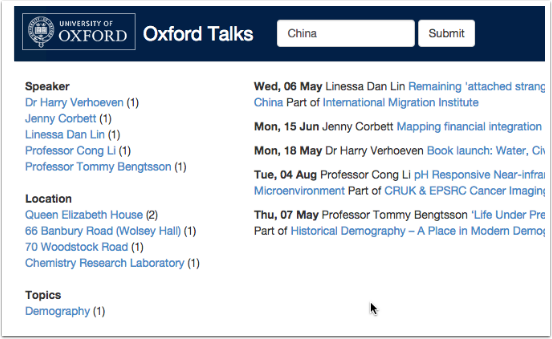 UNIVERSITY OF
OXFORD
Oxford Talks
China
Submit
Speaker
Dr Harry Verhoeven (1)
Jenny Corbett (1)
Linessa Dan Lin (1)
Professor Cong Li (1)
Professor Tommy Bengtsson (1)
Location
Queen Elizabeth House (2)
66 Banbury Road (Wolsey Hall) (1)
70 Woodstock Road (1)
Chemistry Research Laboratory (1)
Topics
Demography (1)
Wed, 06 May Linessa Dan Lin Remaining 'attached strang
China Part of International Migration Institute
Mon, 15 Jun Jenny Corbett Mapping financial integration
Mon, 18 May Dr Harry Verhoeven Book launch: Water, Civ
Tue, 04 Aug Professor Cong Li pH Responsive Near-infra
Microenvironment Part of CRUK & EPSRC Cancer Imaging
Thu, 07 May Professor Tommy Bengtsson 'Life Under Pre
Part of Historical Demography – A Place in Modern Demog